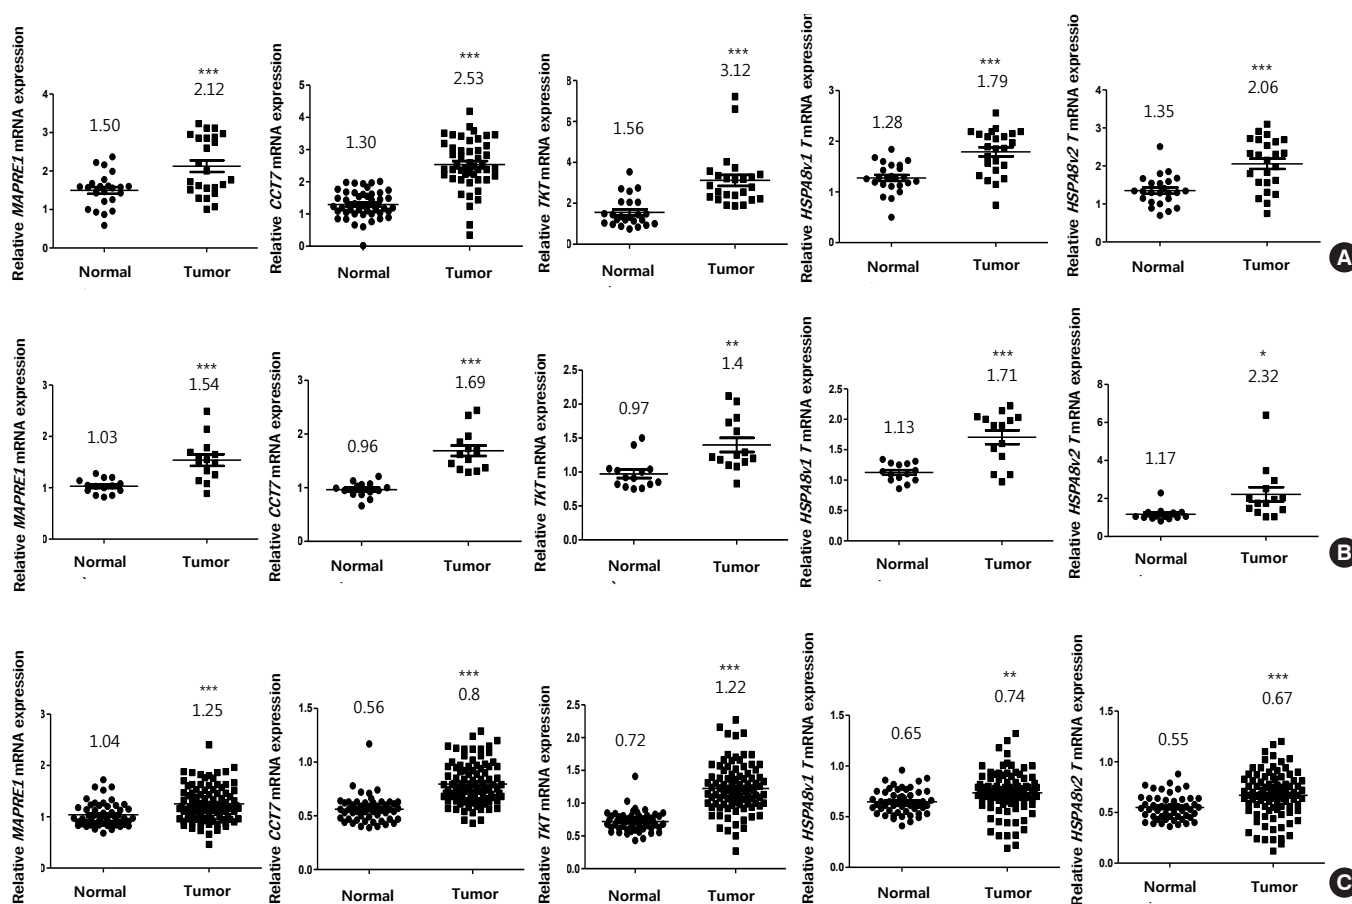 Relative MAPRE1 mRNA expression
4
3
2
1
0
1.50
***
2.12
Normal
Tumor
Relative CCT7 mRNA expression
5
4
3
2
1
0
1.30
***
2.53
Normal
Tumor
Relative TKT mRNA expression
8
6
4
2
0
1.56
***
3.12
Normal
Tumor
Relative HSPA8v1 T mRNA expression
3
2
1
0
1.28
***
1.79
Normal
Tumor
Relative HSPA8v2 T mRNA expressio
4
3
2
1
0
1.35
***
2.06
Normal
Tumor
A
Relative MAPRE1 mRNA expression
3
2
1
0
1.03
***
1.54
Normal
Tumor
Relative CCT7 mRNA expression
3
2
1
0
0.96
***
1.69
Normal
Tumor
Relative TKT mRNA expression
2.5
2.0
1.5
1.0
0.5
0.0
0.97
**
1.4
Normal
Tumor
Relative HSPA8v1 T mRNA expression
2.5
2.0
1.5
1.0
0.5
0.0
1.13
***
1.71
Normal
Tumor
Relative HSPA8v2 T mRNA expression
8
6
4
2
0
1.17
*
2.32
Normal
Tumor
B
Relative MAPRE1 mRNA expression
3
2
1
0
1.04
***
1.25
Normal
Tumor
Relative CCT7 mRNA expression
1.5
1.0
0.5
0.0
0.56
***
0.8
Normal
Tumor
Relative TKT mRNA expression
2.5
2.0
1.5
1.0
0.5
0.0
0.72
***
1.22
Normal
Tumor
Relative HSPA8v1 T mRNA expression
1.5
1.0
0.5
0.0
0.65
**
0.74
Normal
Tumor
Relative HSPA8v2 T mRNA expression
1.5
1.0
0.5
0.0
0.55
***
0.67
Normal
Tumor
C